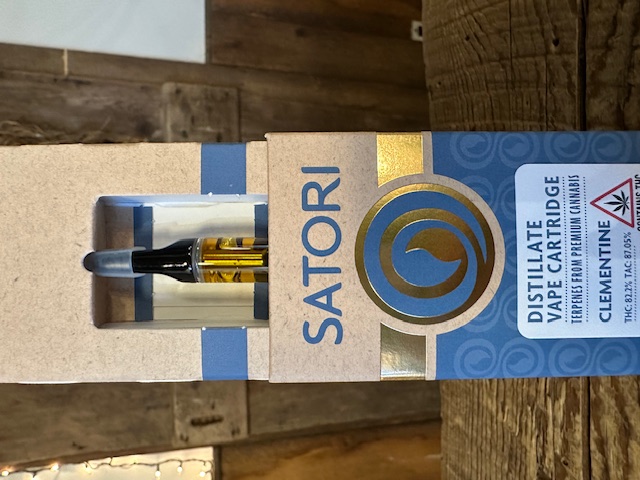 SATORI
DISTILLATE
VAPE CARTRIDGE
TERPENES FROM PREMIUM CANNABIS
CLEMENTINE
THC: 82.2% TAC: 87.05%